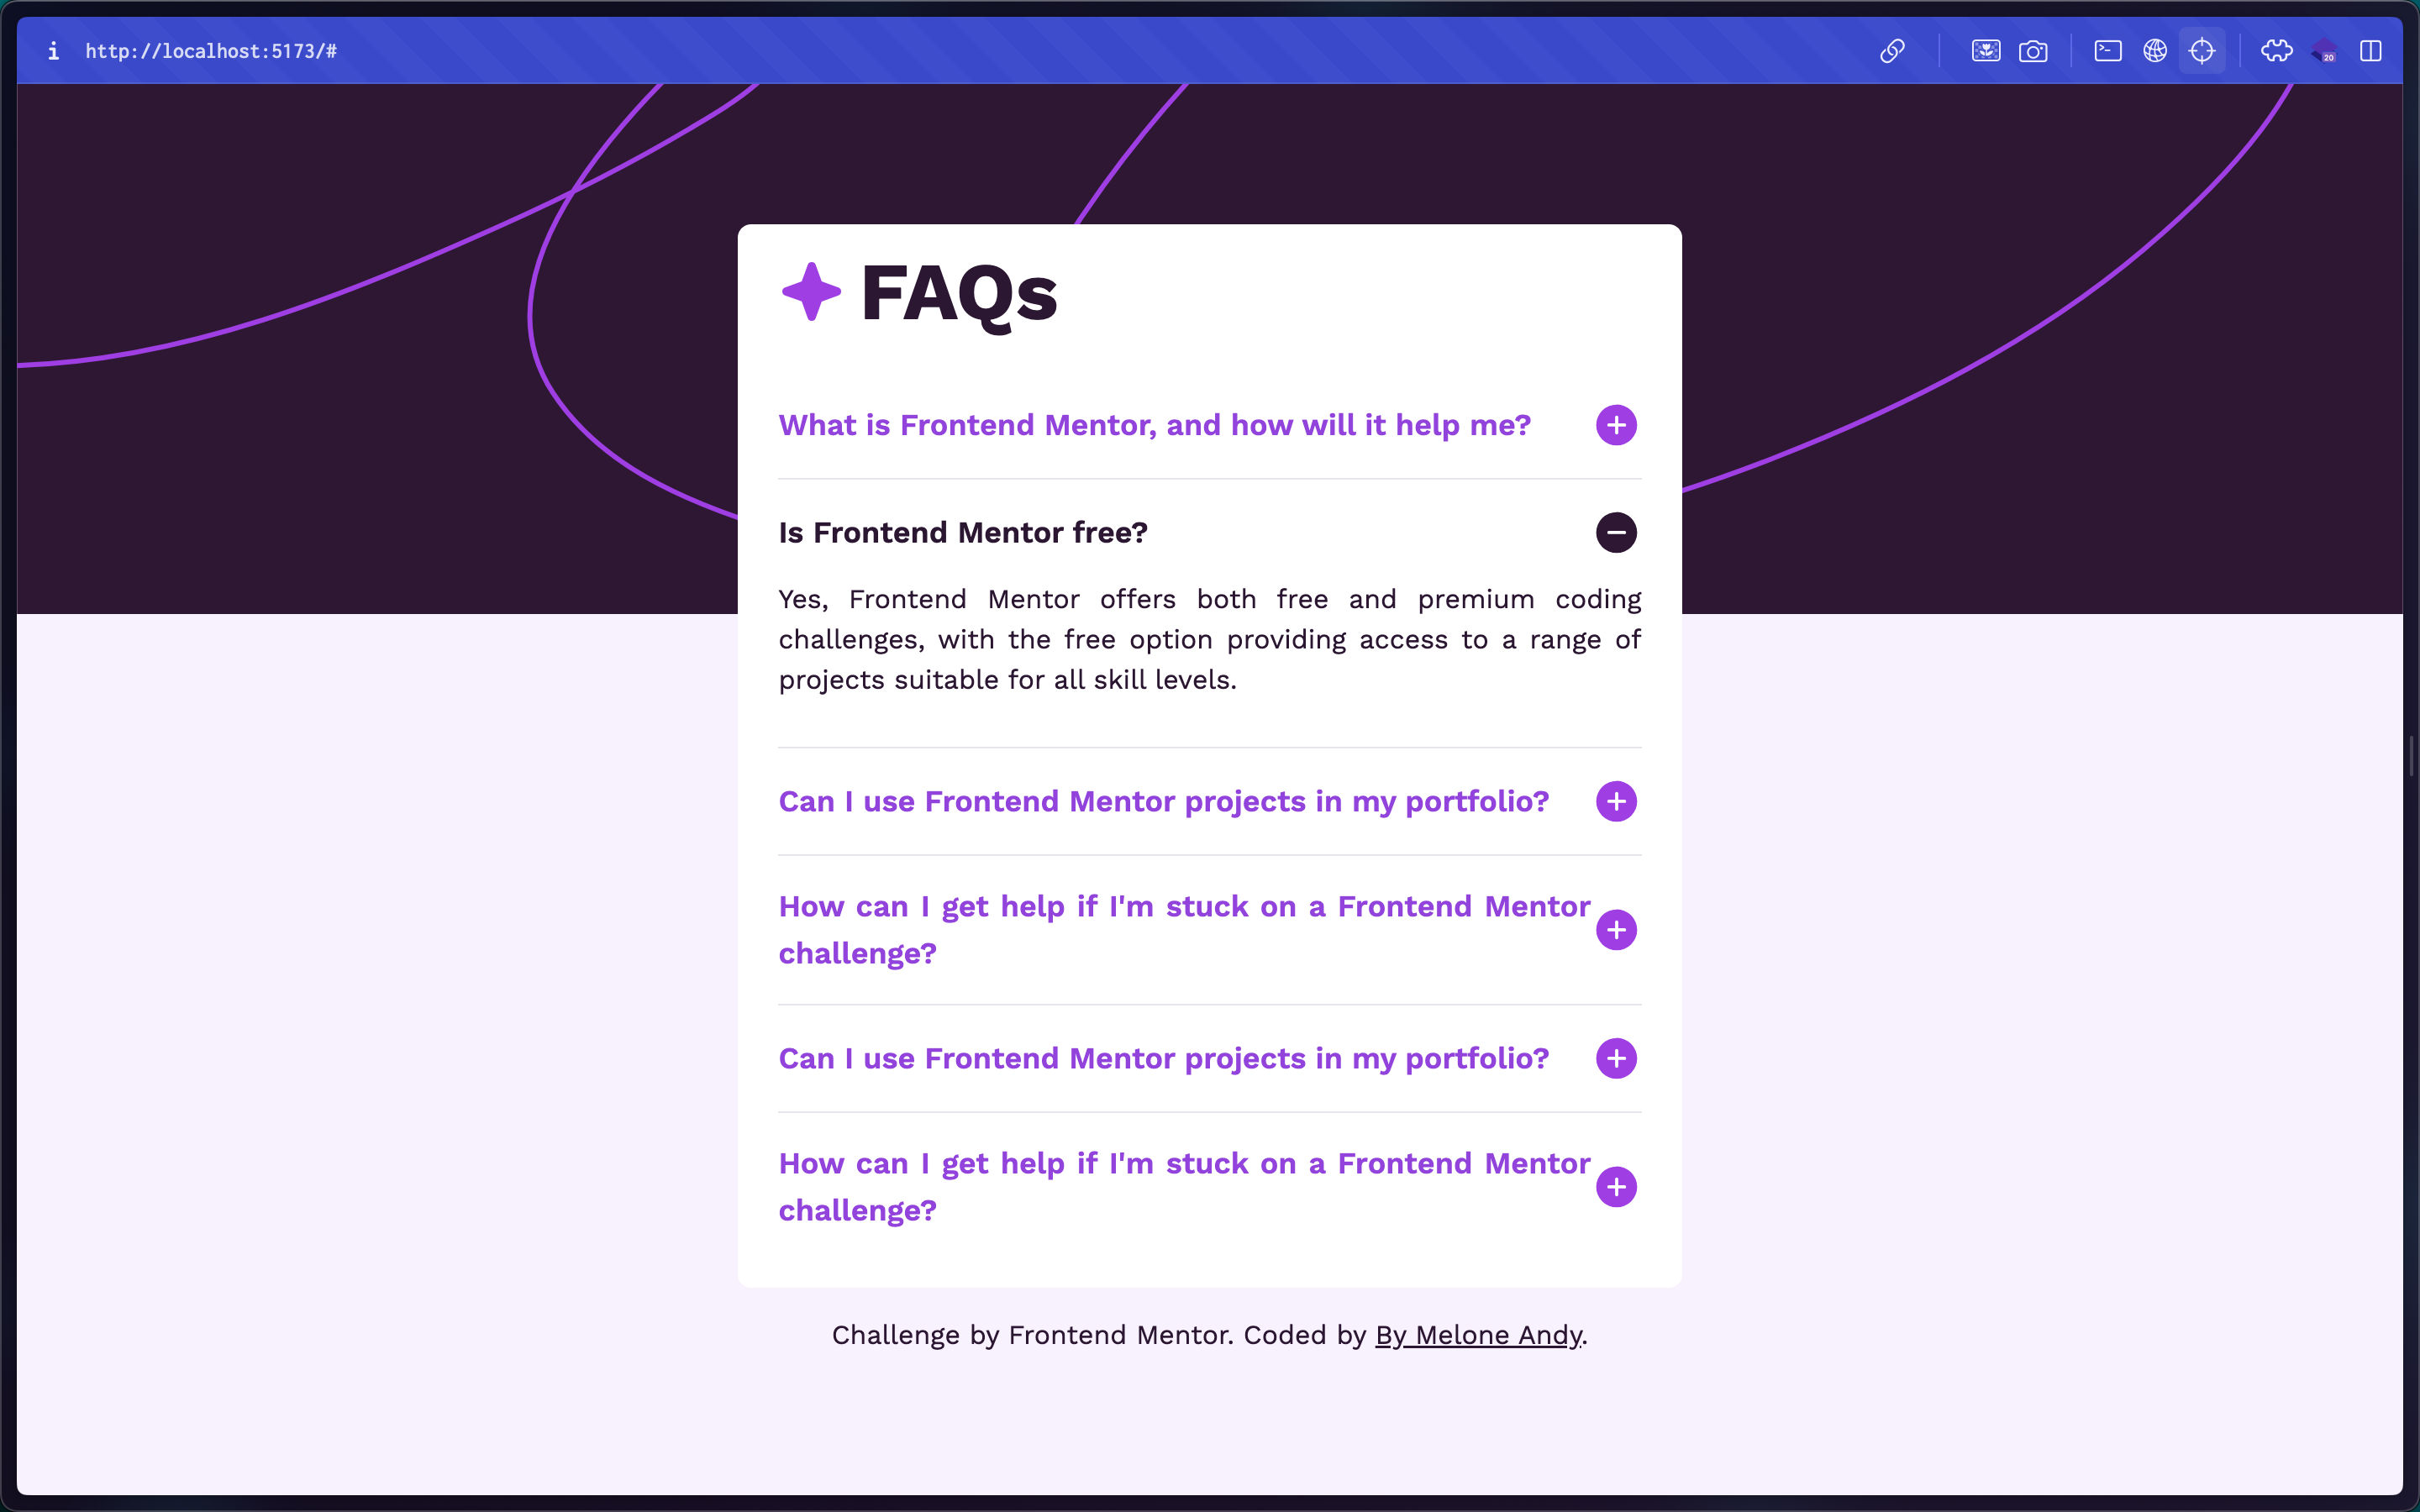 i http://localhost:5173/#
20
FAQs
What is Frontend Mentor, and how will it help me?
Is Frontend Mentor free?
Yes, Frontend Mentor offers both free and premium coding
challenges, with the free option providing access to a range of
projects suitable for all skill levels.
Can I use Frontend Mentor projects in my portfolio?
How can I get help if I'm stuck on a Frontend Mentor
challenge?
Can I use Frontend Mentor projects in my portfolio?
How can I get help if I'm stuck on a Frontend Mentor
challenge?
Challenge by Frontend Mentor. Coded by By Melone Andy.